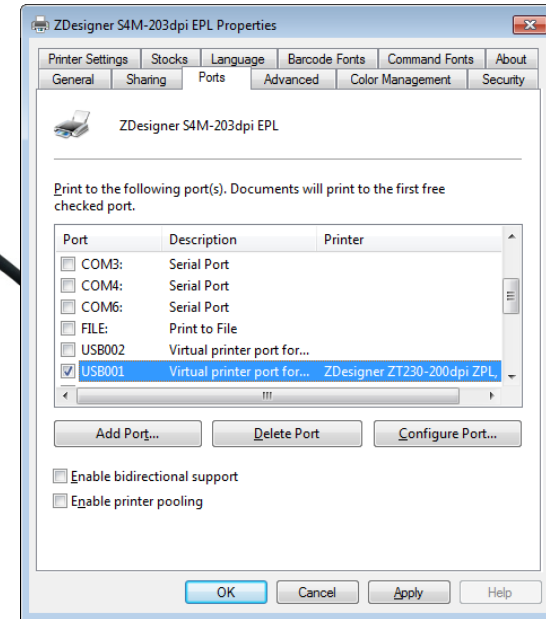 ZDesigner S4M-203dpi EPL Properties
Printer Settings Stocks Language Barcode Fonts Command Fonts About
General Sharing Ports Advanced Color Management Security
ZDesigner S4M-203dpi EPL
Print to the following port(s). Documents will print to the first free
checked port.
Port Description Printer
COM3: Serial Port
COM4: Serial Port
COM6: Serial Port
FILE: Print to File
USB002 Virtual printer port for...
USB001 Virtual printer port for... ZDesigner ZT230-200dpi ZPL,
Add Port... Delete Port Configure Port...
Enable bidirectional support
Enable printer pooling
OK Cancel Apply Help